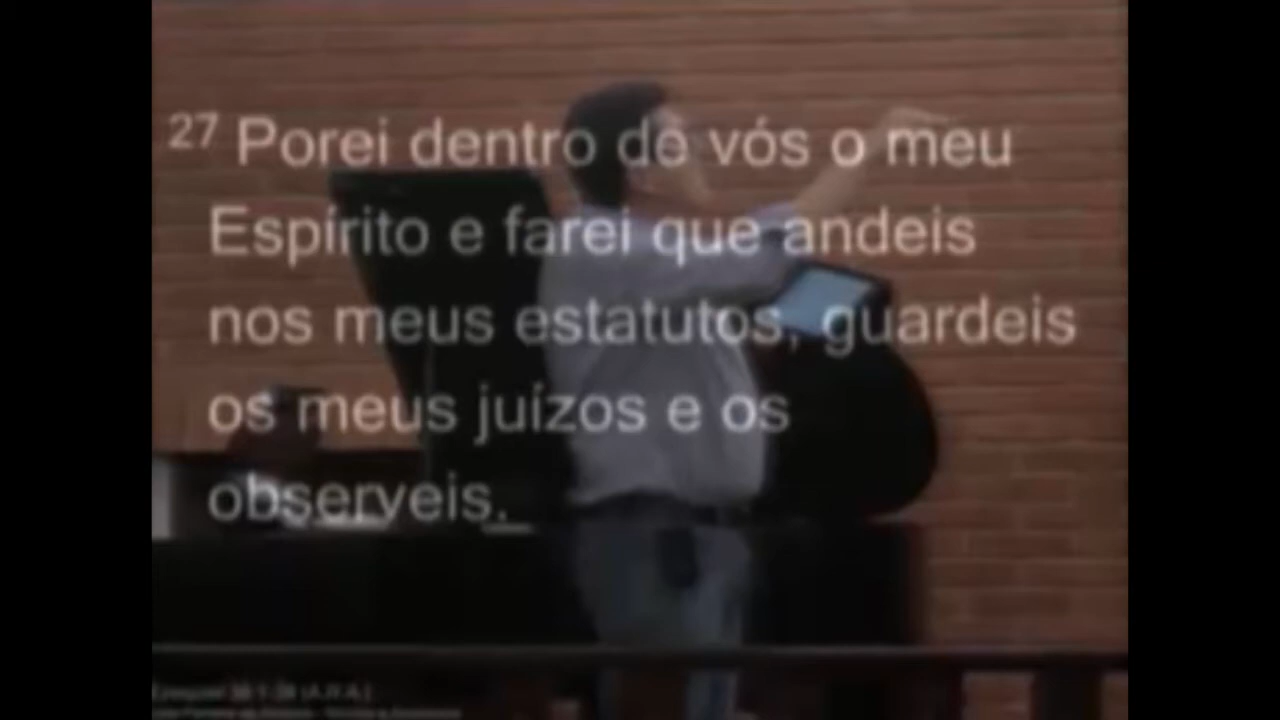 27 Porei dentro de vós o meu
Espírito e farei que andeis
nos meus estatutos, guardeis
os meus juízos e os
observeis.